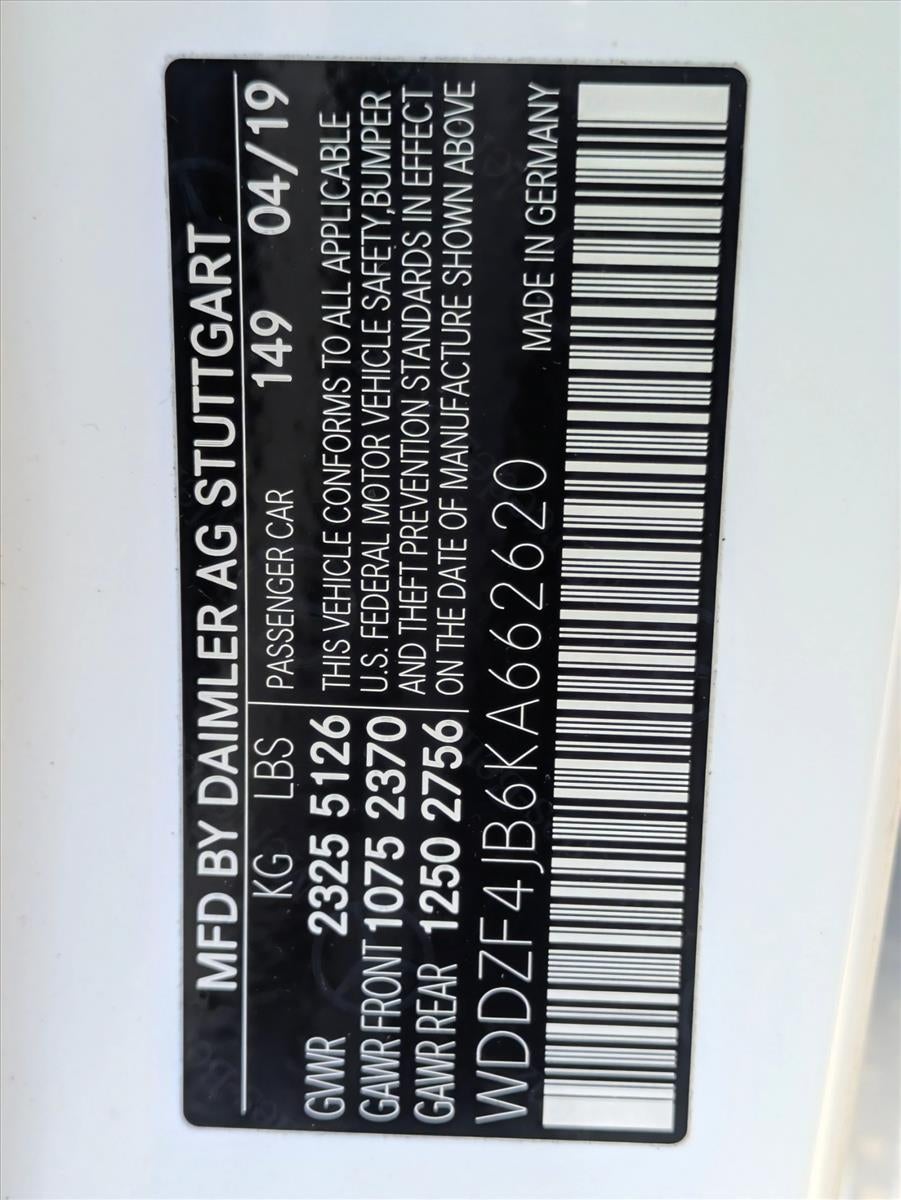 MFD BY DAIMLER AG STUTTGART
KG LBS PASSENGER CAR 149 04/19
GVWR 2325 5126
GAWR FRONT 1075 2370
GAWR REAR 1250 2756
THIS VEHICLE CONFORMS TO ALL APPLICABLE
U.S. FEDERAL MOTOR VEHICLE SAFETY,BUMPER
AND THEFT PREVENTION STANDARDS IN EFFECT
ON THE DATE OF MANUFACTURE SHOWN ABOVE
WDDZF4JB6KA662620 MADE IN GERMANY